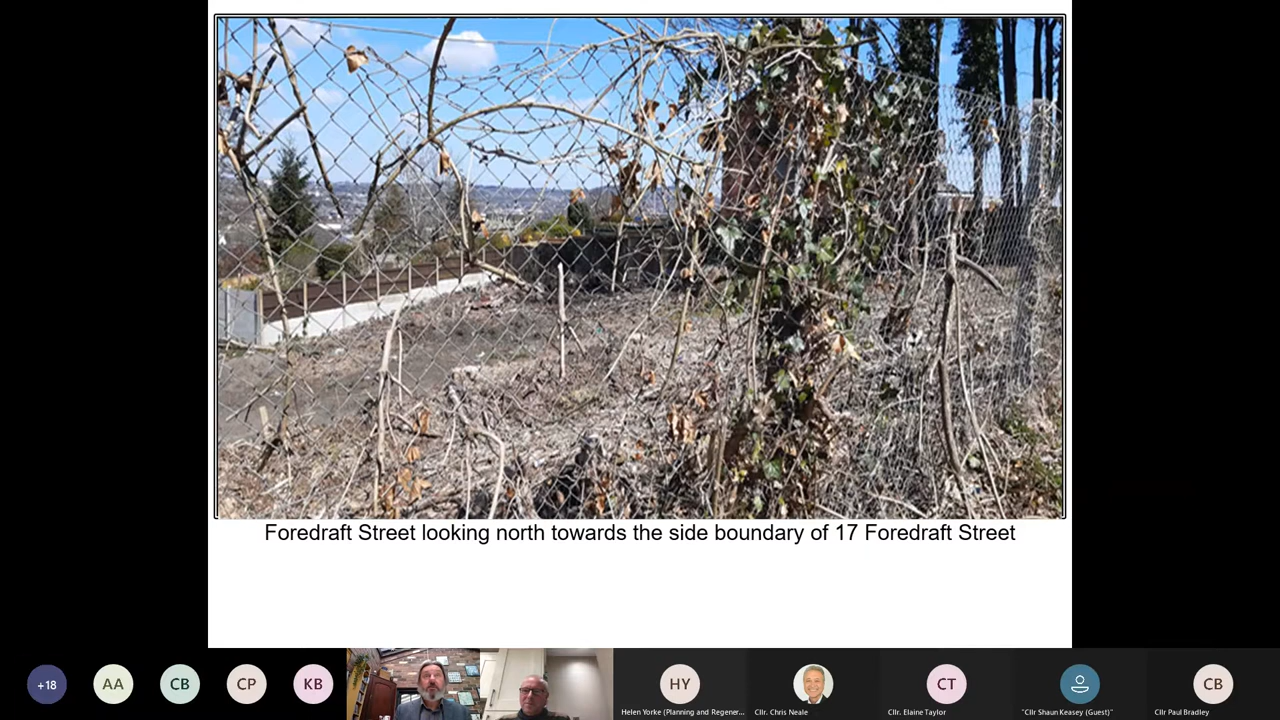 Foredraft Street looking north towards the side boundary of 17 Foredraft Street
+18
AA
CB
CP
KB
HY
CT
CB
Helen Yorke (Planning and Regener...
Cllr. Chris Neale
Cllr. Elaine Taylor
"Cllr Shaun Keasey (Guest)"
Cllr Paul Bradley